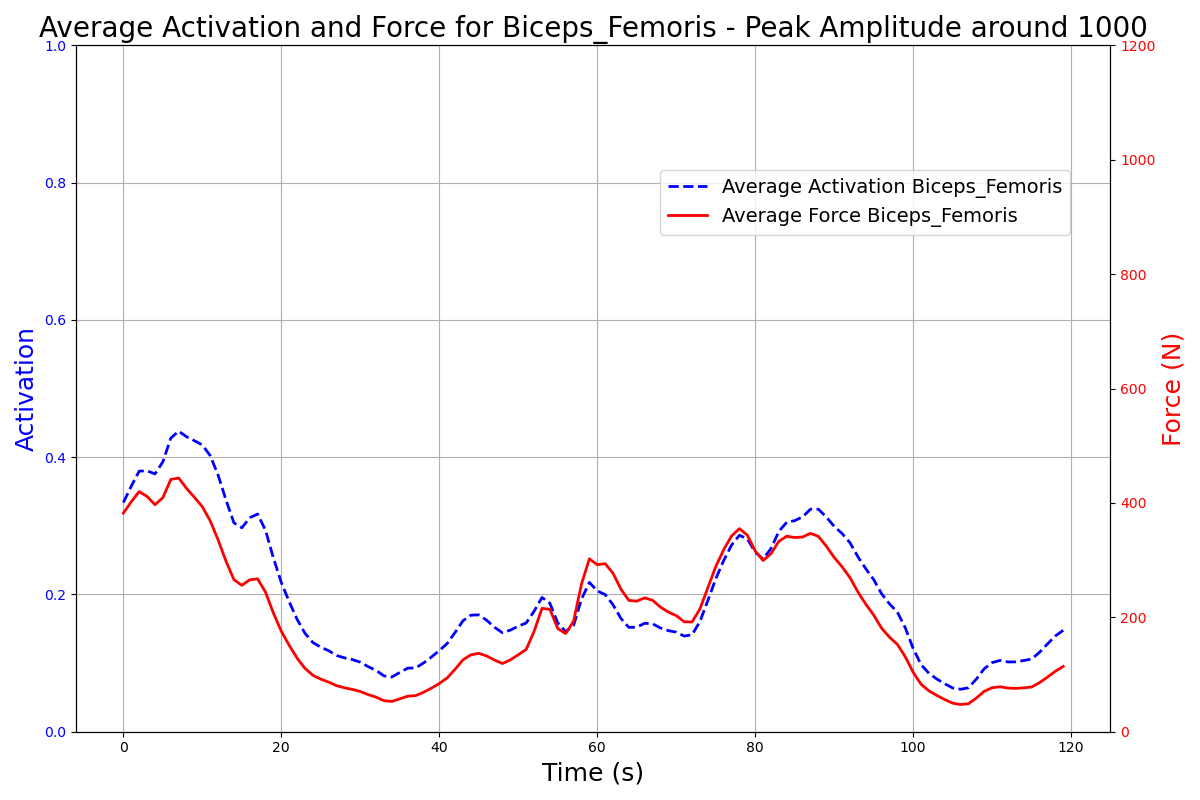 Average Activation and Force for Biceps_Femoris - Peak Amplitude around 1000
1.0
0.8
0.6
0.4
0.2
0.0
Activation
1200
1000
800
600
400
200
0
Force (N)
Average Activation Biceps_Femoris
Average Force Biceps_Femoris
0 20 40 60 80 100 120
Time (s)